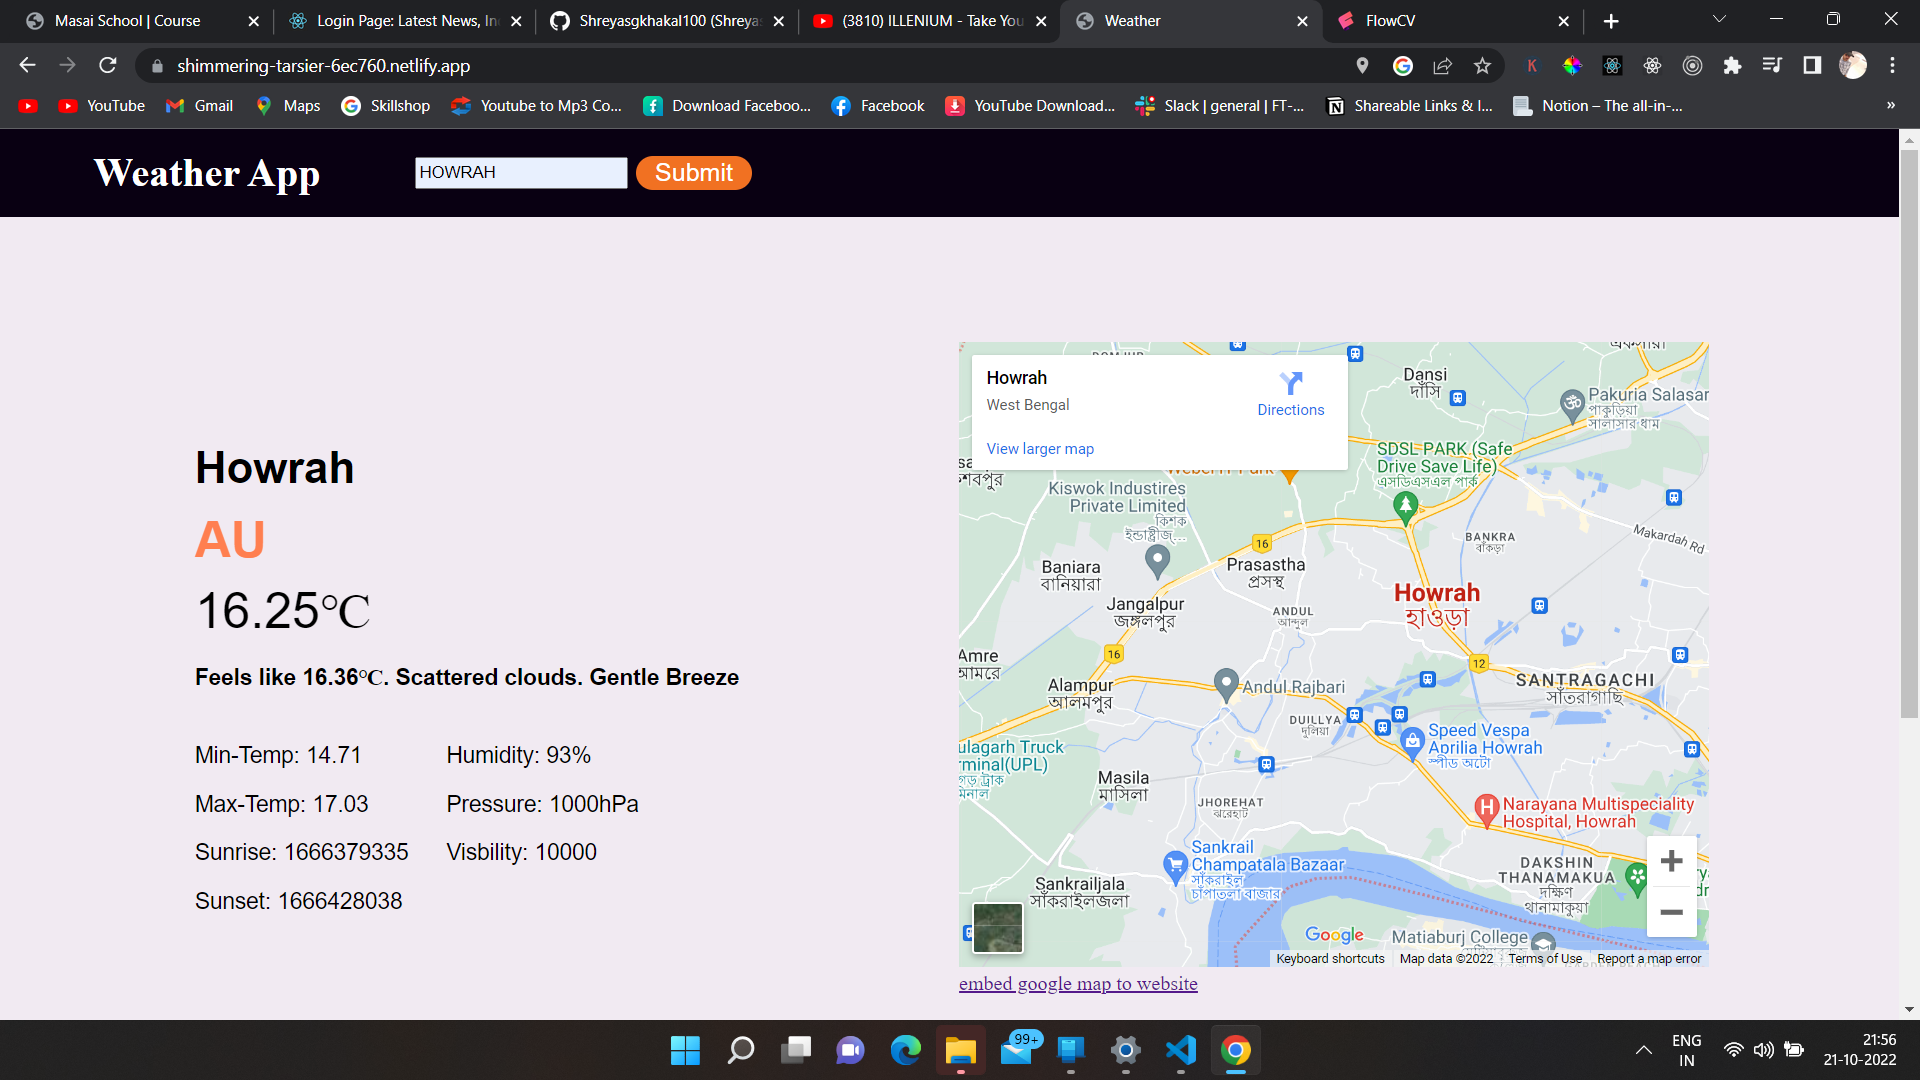 Masai School | Course
Login Page: Latest News, In
Shreyasgkhakal100 (Shreyas
(3810) ILLENIUM - Take You
Weather
FlowCV
shimmering-tarsier-6ec760.netlify.app
YouTube
Gmail
Maps
Skillshop
Youtube to Mp3 Co...
Download Faceboo...
Facebook
YouTube Download...
Slack | general | FT-...
Shareable Links & I...
Notion – The all-in-...
»
Weather App
HOWRAH
Submit
Howrah
AU
16.25℃
Feels like 16.36℃. Scattered clouds. Gentle Breeze
Min-Temp: 14.71
Humidity: 93%
Max-Temp: 17.03
Pressure: 1000hPa
Sunrise: 1666379335
Visbility: 10000
Sunset: 1666428038
Howrah
West Bengal
Directions
View larger map
Dansi
দাঁসি
Pakuria Salasar
পাকুড়িয়া
সালাসার ধাম
SDSL PARK (Safe
Drive Save Life)
এসডিএসএল পার্ক
Kiswok Industires
Private Limited
কিশক
ইন্ডাষ্ট্রীজ...
16
BANKRA
বাঁকড়া
Makardah Rd
Baniara
বানিয়ারা
Prasastha
প্রসস্থ
Jangalpur
জঙ্গলপুর
ANDUL
আন্দুল
Howrah
হাওড়া
Amre
আমরে
16
12
Alampur
আলমপুর
Andul Rajbari
SANTRAGACHI
সাঁতরাগাছি
DUILLYA
দুলিয়া
Speed Vespa
Aprilia Howrah
স্পীড অটো
ulagarh Truck
rminal(UPL)
Masila
মাসিলা
JHOREHAT
ঝরেহাট
Narayana Multispeciality
Hospital, Howrah
Sankrail
Champatala Bazaar
সাঁকরাইল
চাঁপাতলা বাজার
DAKSHIN
THANAMAKUA
দক্ষিণ
থানামাকুয়া
Sankrailjala
সাঁকরাইলজলা
Google
Matiaburj College
Keyboard shortcuts
Map data ©2022
Terms of Use
Report a map error
embed google map to website
99+
ENG
IN
21:56
21-10-2022